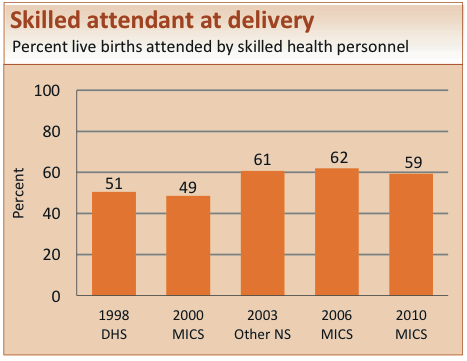 Skilled attendant at delivery
Percent live births attended by skilled health personnel
100
80
60
40
20
0
Percent
51
49
61
62
59
1998 2000 2003 2006 2010
DHS MICS Other NS MICS MICS